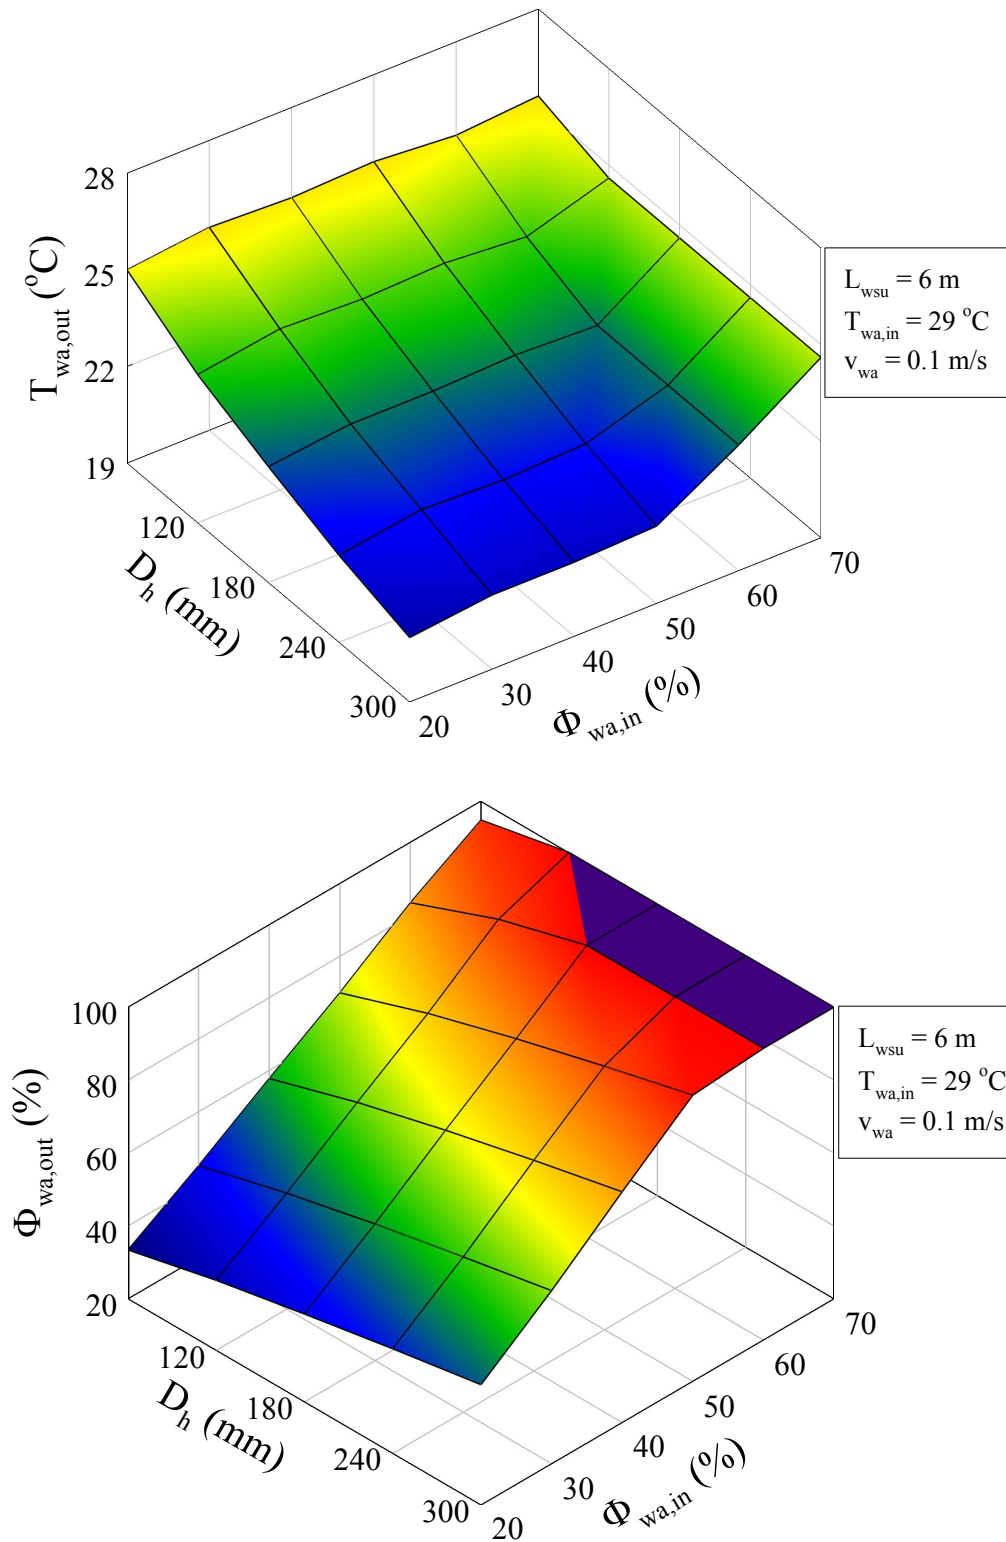 28
25
22
19
T_wa,out (°C)
120
180
240
300
D_h (mm)
20
30
40
50
60
70
Φ_wa,in (%)
L_wsu = 6 m
T_wa,in = 29 °C
v_wa = 0.1 m/s
100
80
60
40
20
Φ_wa,out (%)
120
180
240
300
D_h (mm)
20
30
40
50
60
70
Φ_wa,in (%)
L_wsu = 6 m
T_wa,in = 29 °C
v_wa = 0.1 m/s